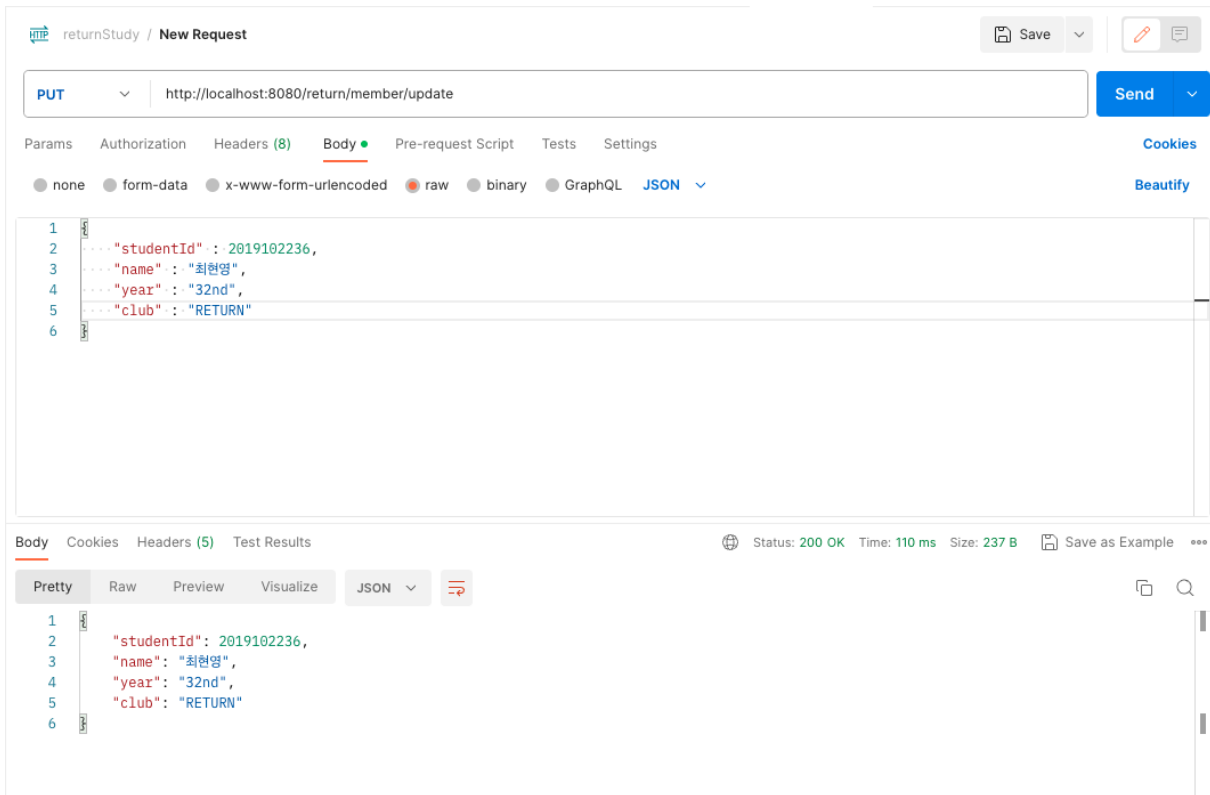 HTTP returnStudy / New Request Save
PUT http://localhost:8080/return/member/update Send
Params Authorization Headers (8) Body Pre-request Script Tests Settings Cookies
none form-data x-www-form-urlencoded raw binary GraphQL JSON Beautify
1 {
2 "studentId" : 2019102236,
3 "name" : "최현영",
4 "year" : "32nd",
5 "club" : "RETURN"
6 }
Body Cookies Headers (5) Test Results Status: 200 OK Time: 110 ms Size: 237 B Save as Example
Pretty Raw Preview Visualize JSON
1 {
2 "studentId": 2019102236,
3 "name": "최현영",
4 "year": "32nd",
5 "club": "RETURN"
6 }